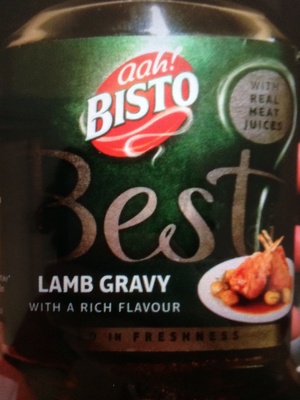 aah!
BISTO
WITH
REAL
MEAT
JUICES
Best
LAMB GRAVY
WITH A RICH FLAVOUR
IN FRESHNESS